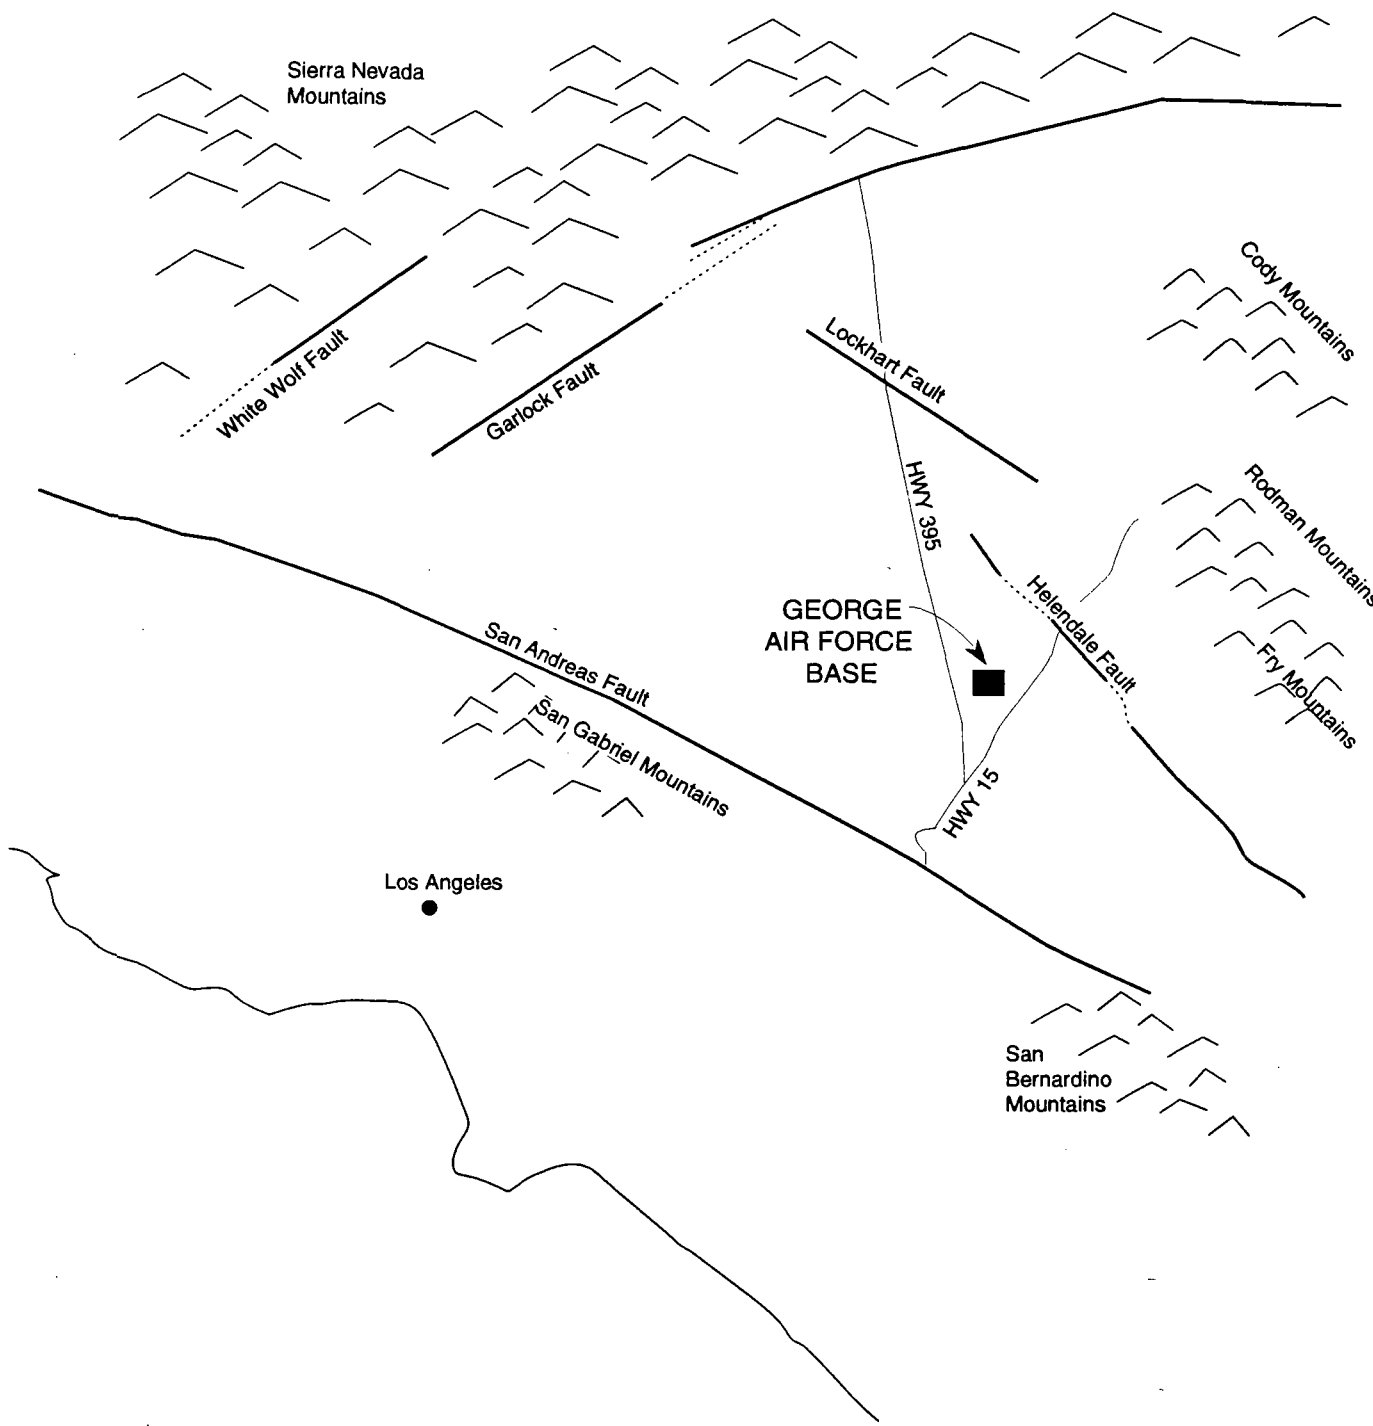 Sierra Nevada
Mountains
Cody Mountains
Lockhart Fault
White Wolf Fault
Garlock Fault
HWY 395
Rodman Mountains
Helendale Fault
GEORGE
AIR FORCE
BASE
San Andreas Fault
Fry Mountains
San Gabriel Mountains
HWY 15
Los Angeles
San
Bernardino
Mountains